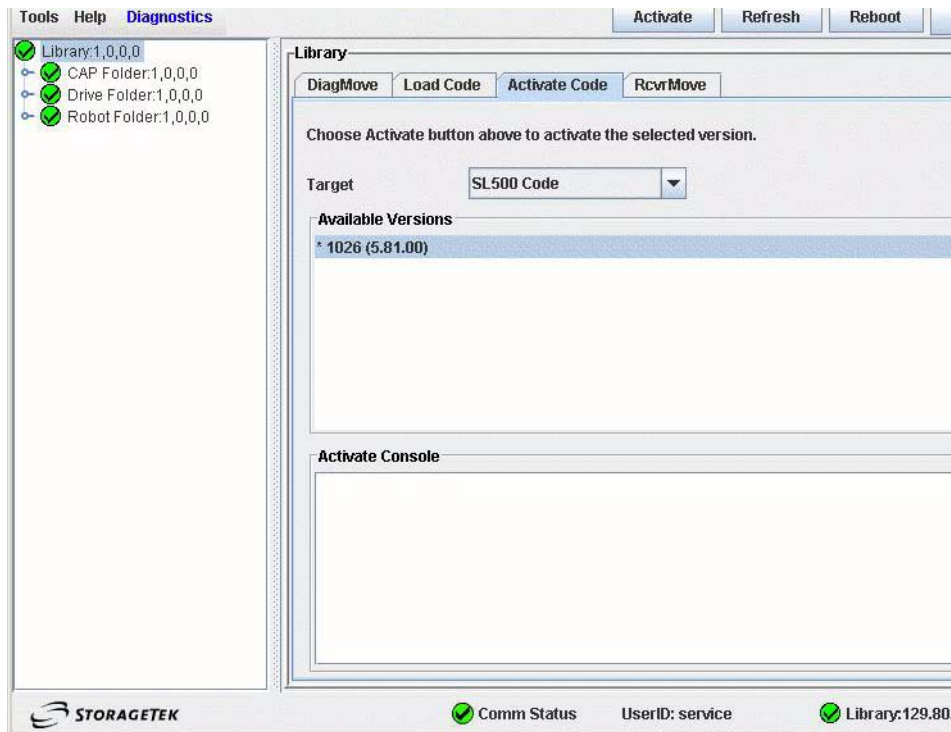 Tools Help Diagnostics
Activate Refresh Reboot
Library:1,0,0,0
CAP Folder:1,0,0,0
Drive Folder:1,0,0,0
Robot Folder:1,0,0,0
Library
DiagMove Load Code Activate Code RcvrMove
Choose Activate button above to activate the selected version.
Target SL500 Code
Available Versions
* 1026 (5.81.00)
Activate Console
STORAGETEK
Comm Status UserID: service Library:129.80